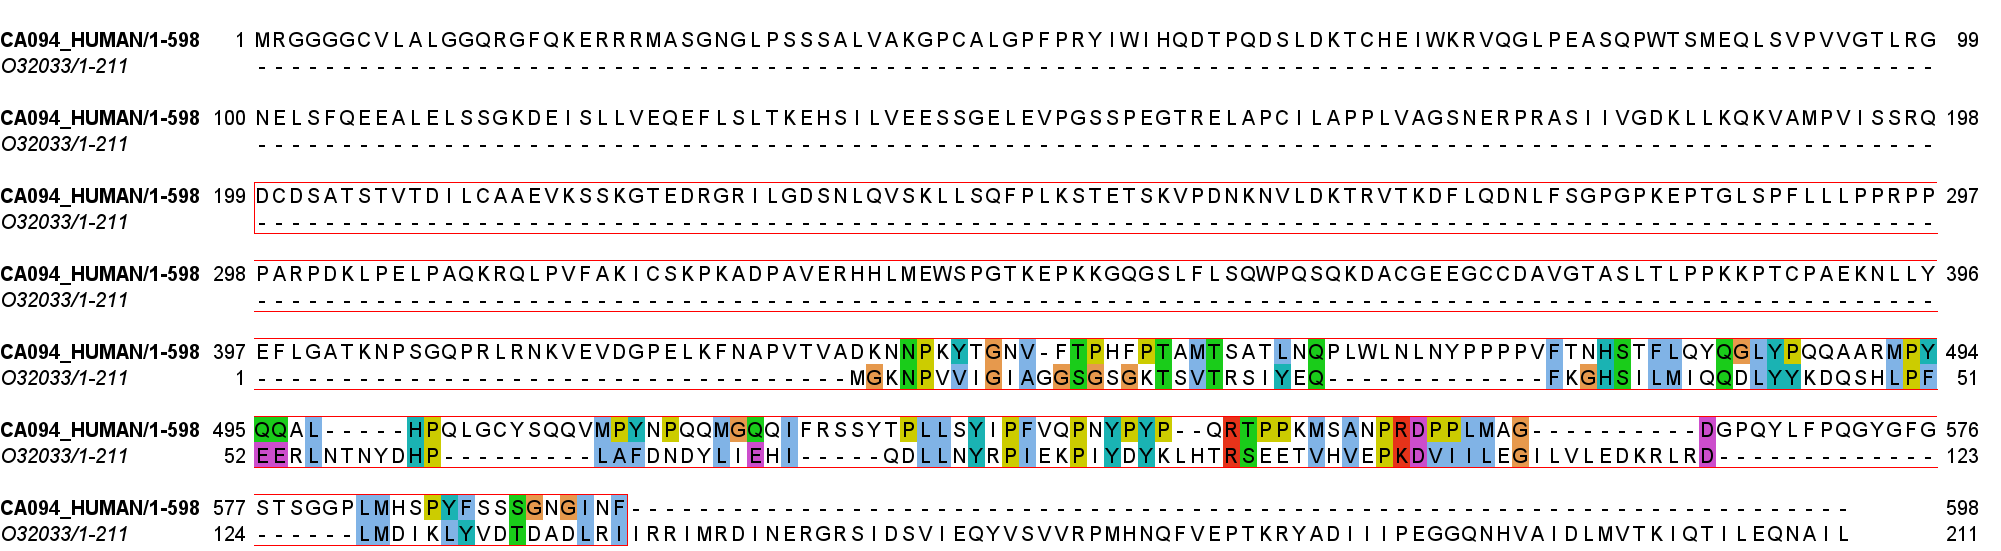 CA094_HUMAN/1-598 1 MRGGGGCVLALGGQRGFQKERRRMASGNGLPSSSALVAKGPCALGPFPRYIWIHQDTPQDSLDKTCHEIWKRVQGLPEASQPWTSMEQLSVPVVGTLRG 99
O32033/1-211 ---------------------------------------------------------------------------------------------------
CA094_HUMAN/1-598 100 NELSFQEEALELSSGKDEISLLVEQEFLSLTKEHSILVEESSGELEVPGSSPEGTRELAPCILAPPLVAGSNERPRASIIVGDKLLKQKVAMPVISSRQ 198
O32033/1-211 ---------------------------------------------------------------------------------------------------
CA094_HUMAN/1-598 199 DCDSATSTVTDILCAAEVKSSKGTEDRGRILGDSNLQVSKLLSQFPLKSTETSKVPDNKNVLDKTRVTKDFLQDNLFSGPGPKEPTGLSPFLLLPPRPP 297
O32033/1-211 ---------------------------------------------------------------------------------------------------
CA094_HUMAN/1-598 298 PARPDKLPELPAQKRQLPVFAKICSKPKADPAVERHHLMEWSPGTKEPKKGQGSLFLSQWPQSQKDACGEEGCCDAVGTASLTLPPKKPTCPAEKNLLY 396
O32033/1-211 ---------------------------------------------------------------------------------------------------
CA094_HUMAN/1-598 397 EFLGATKNPSGQPRLRNKVEVDGPELKFNAPVTVADKNNPKYTGNV-FTPHFPTAMTSATLNQPLWLNLNYPPPPVFTNHSTFLQYQGLYPQQAARMPY 494
O32033/1-211 1 -----------------------------------MGKNPVVIGIAGGSGSGKTSVTRSIYEQ-------------FKGHSILMIQQDLYYKDQSHLPF 51
CA094_HUMAN/1-598 495 QQAL-----HPQLGCYSQQVMPYNPQQMGQQIFRSSYTPLLSYIPFVQPNYPYP--QRTPPKMSANPRDPPLMAG----------DGPQYLFPQGYGFG 576
O32033/1-211 52 EERLNTNYDHP---------LAFDNDYLIEHI-----QDLLNYRPIEKPIYDYKLHTRSEETVHVEPKDVIILEGILVLEDKRLRD------------- 123
CA094_HUMAN/1-598 577 STSGGPLMHSPYFSSSGNGINF------------------------------------------------------------------------ 598
O32033/1-211 124 ------LMDIKLYVDTDADLRIIRRIMRDINERGRSIDSVIEQYVSVVRPMHNQFVEPTKRYADIIIPEGGQNHVAIDLMVTKIQTILEQNAIL 211